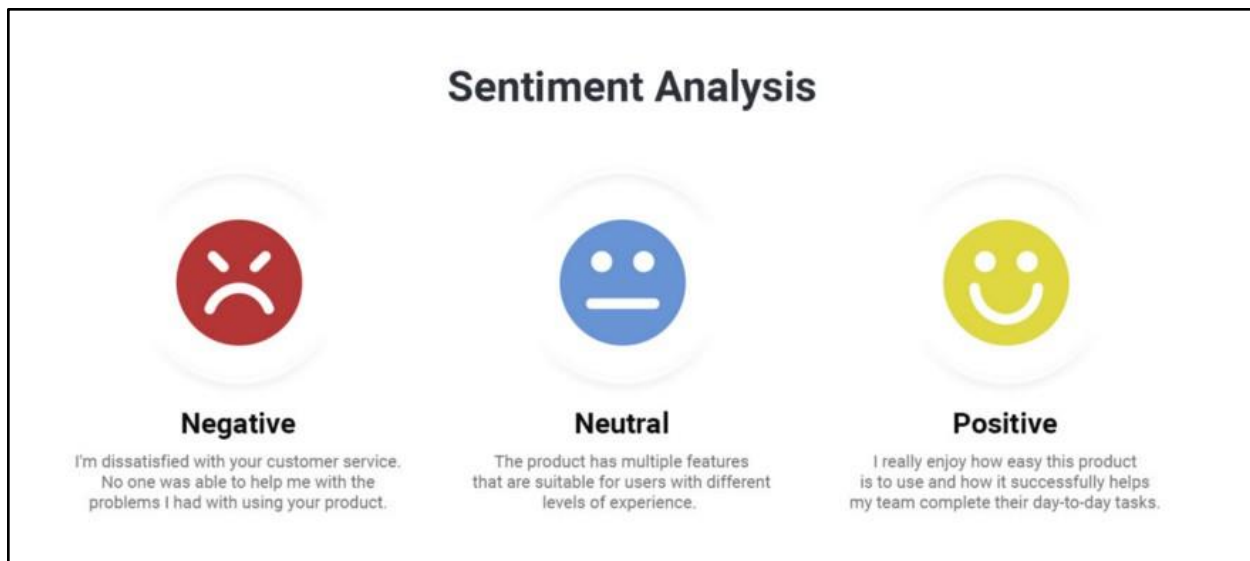 Sentiment Analysis
Negative
I'm dissatisfied with your customer service.
No one was able to help me with the
problems I had with using your product.
Neutral
The product has multiple features
that are suitable for users with different
levels of experience.
Positive
I really enjoy how easy this product
is to use and how it successfully helps
my team complete their day-to-day tasks.